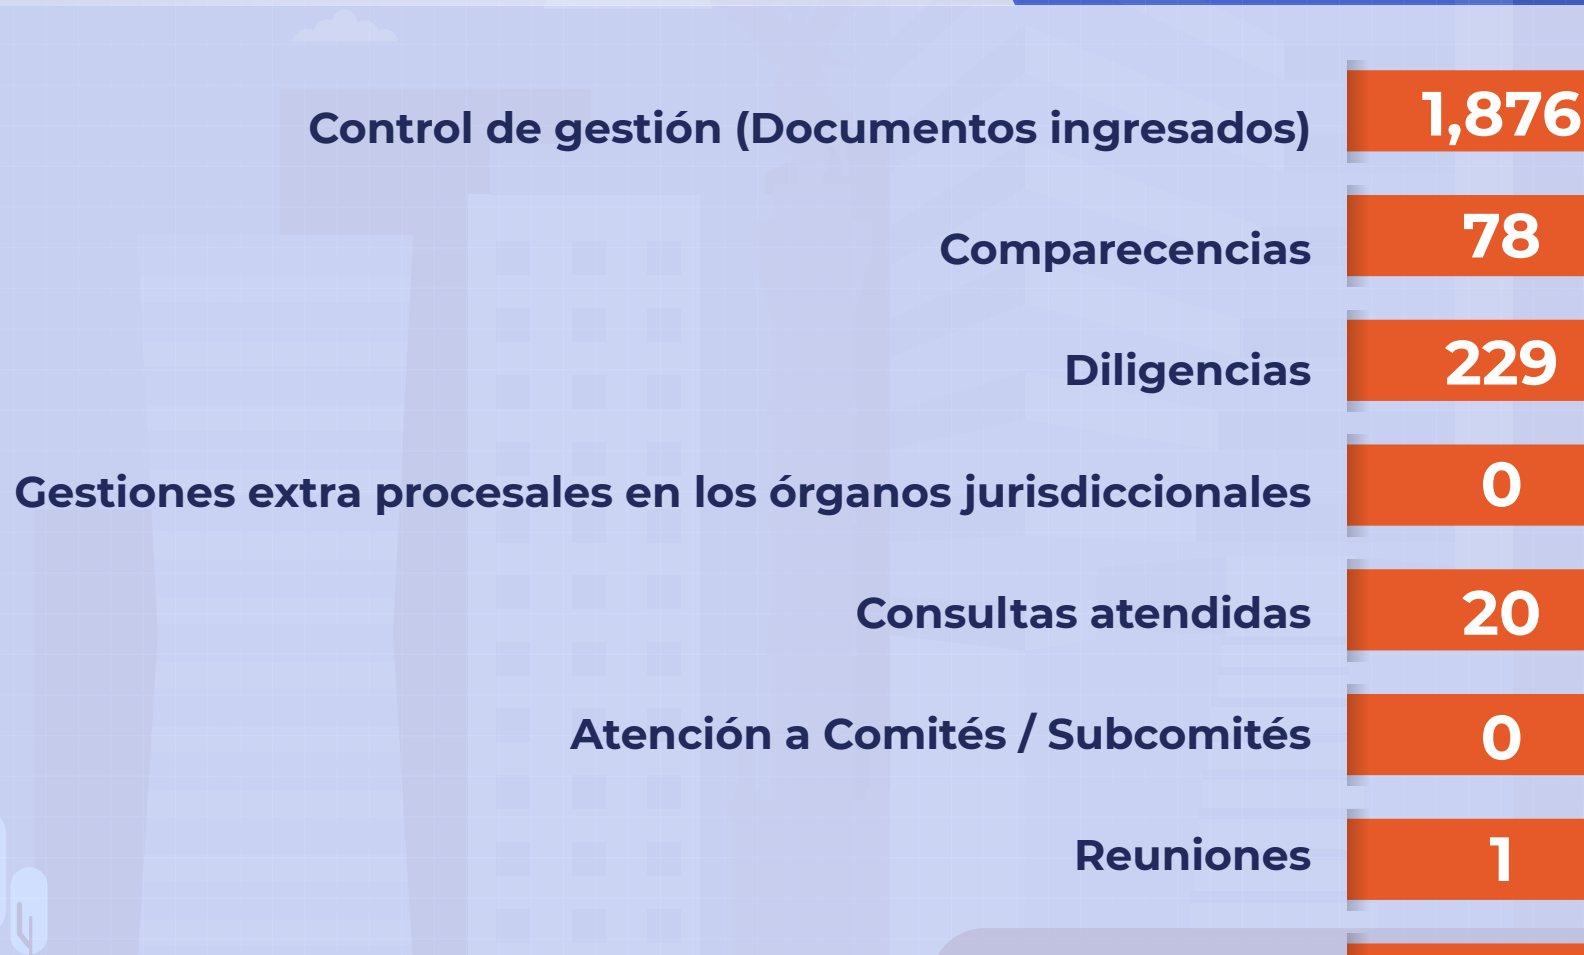 Control de gestión (Documentos ingresados) 1,876
Comparecencias 78
Diligencias 229
Gestiones extra procesales en los órganos jurisdiccionales 0
Consultas atendidas 20
Atención a Comités / Subcomités 0
Reuniones 1